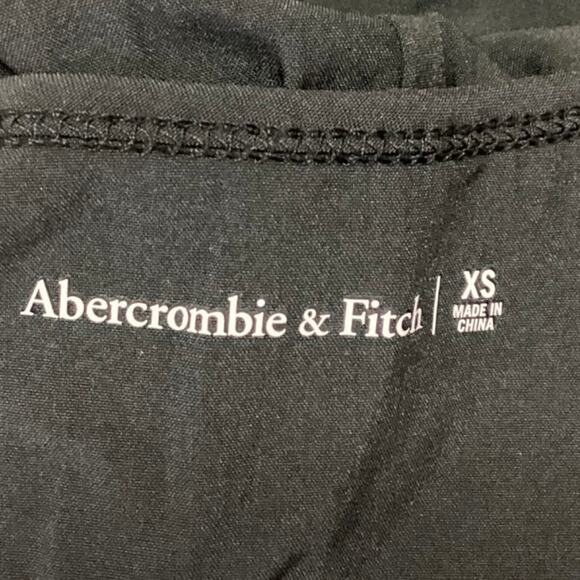 Abercrombie & Fitch | XS
MADE IN
CHINA